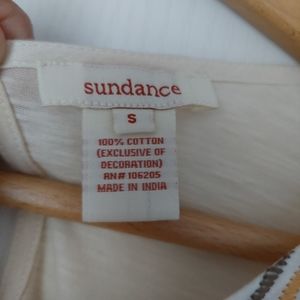 sundance
S
100% COTTON
(EXCLUSIVE OF
DECORATION)
RN# 106205
MADE IN INDIA